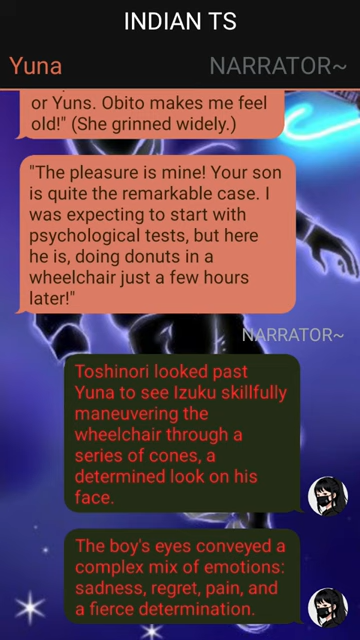 INDIAN TS
Yuna
NARRATOR~
or Yuns. Obito makes me feel
old!" (She grinned widely.)
"The pleasure is mine! Your son
is quite the remarkable case. I
was expecting to start with
psychological tests, but here
he is, doing donuts in a
wheelchair just a few hours
later!"
NARRATOR~
Toshinori looked past
Yuna to see Izuku skillfully
maneuvering the
wheelchair through a
series of cones, a
determined look on his
face.
The boy's eyes conveyed a
complex mix of emotions:
sadness, regret, pain, and
a fierce determination.